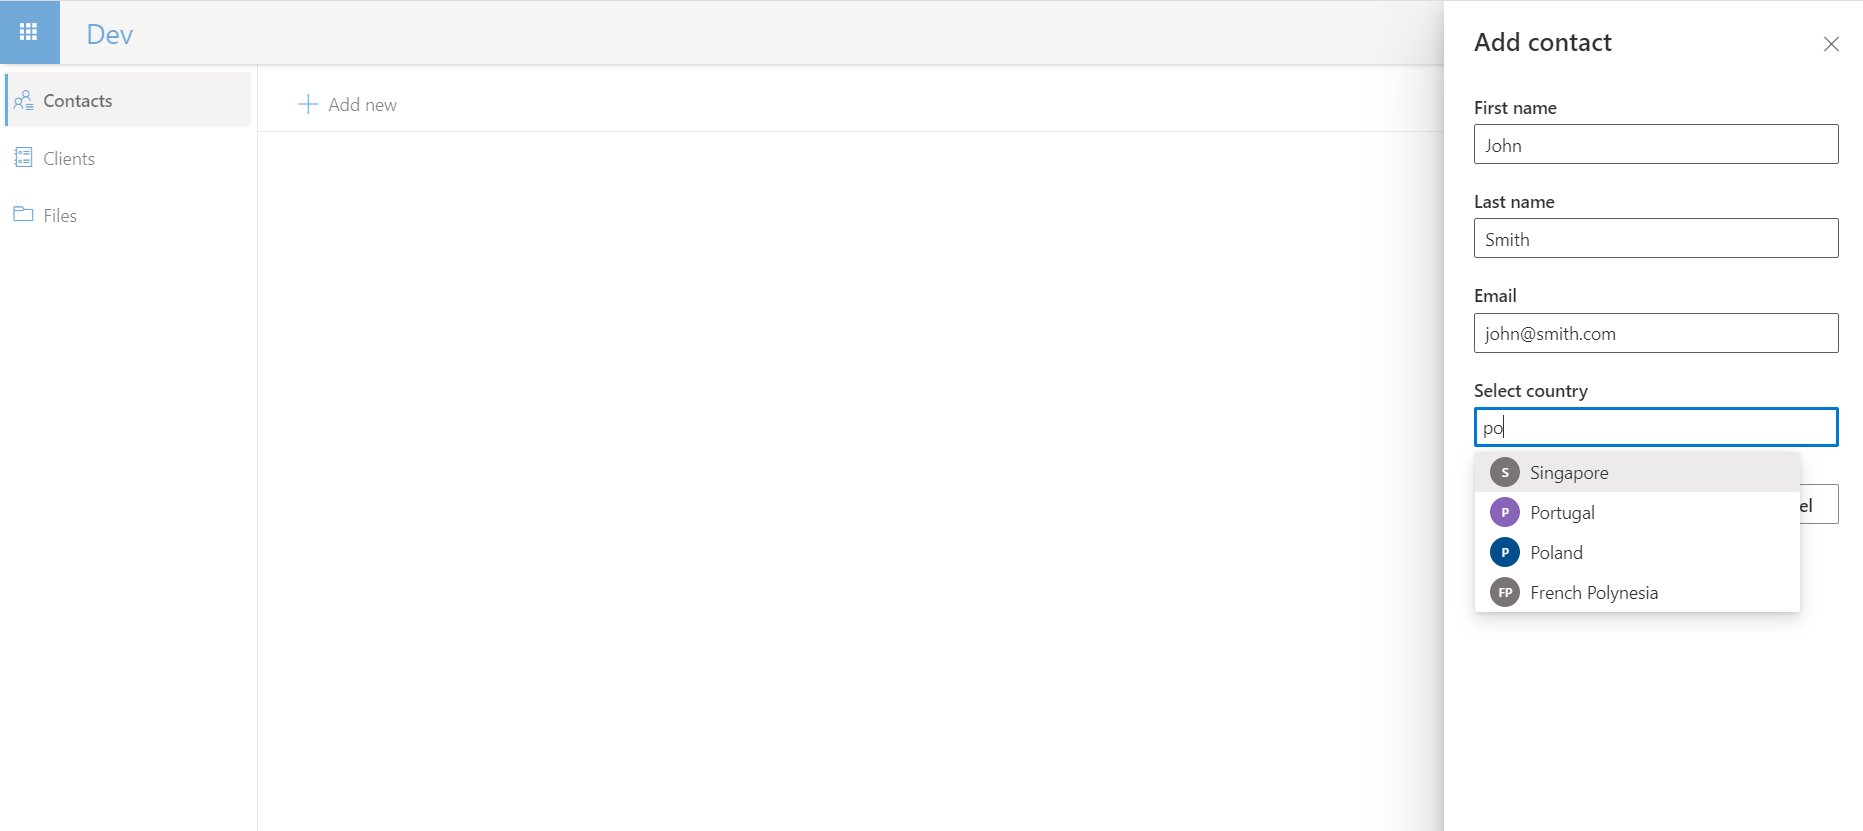 Dev
Contacts
Clients
Files
Add new
Add contact
First name
John
Last name
Smith
Email
john@smith.com
Select country
po
S Singapore
P Portugal
P Poland
FP French Polynesia
el